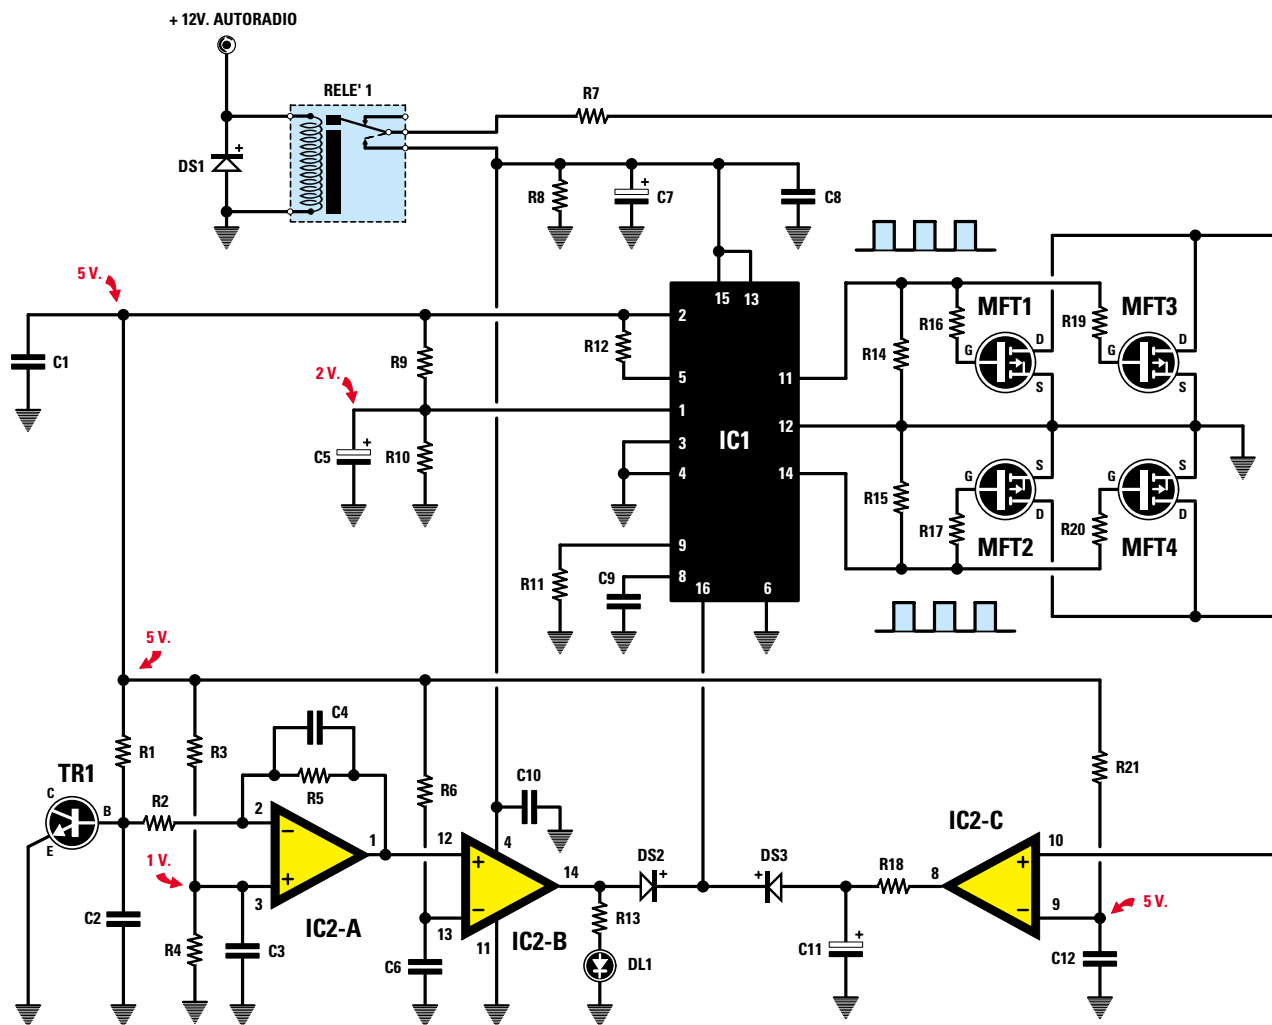 + 12V. AUTORADIO
RELE' 1
R7
DS1
+
R8
+
C7
C8
5 V.
15
13
2
MFT1
MFT3
R16
R19
D
D
C1
R9
R12
R14
G
G
2 V.
5
11
S
S
1
IC1
12
C5
+
R10
3
4
14
G
S
G
S
R15
R17
D
R20
D
MFT2
MFT4
9
R11
C9
8
16
6
5 V.
C4
R1
R3
R5
R6
C10
R21
TR1
C
B
E
R2
2
−
1
12
+
4
IC2-C
10
+
1 V.
+
3
14
DS2
+
DS3
+
R18
8
9
−
5 V.
C2
R4
C3
IC2-A
−
13
11
IC2-B
R13
C6
DL1
C11
+
C12